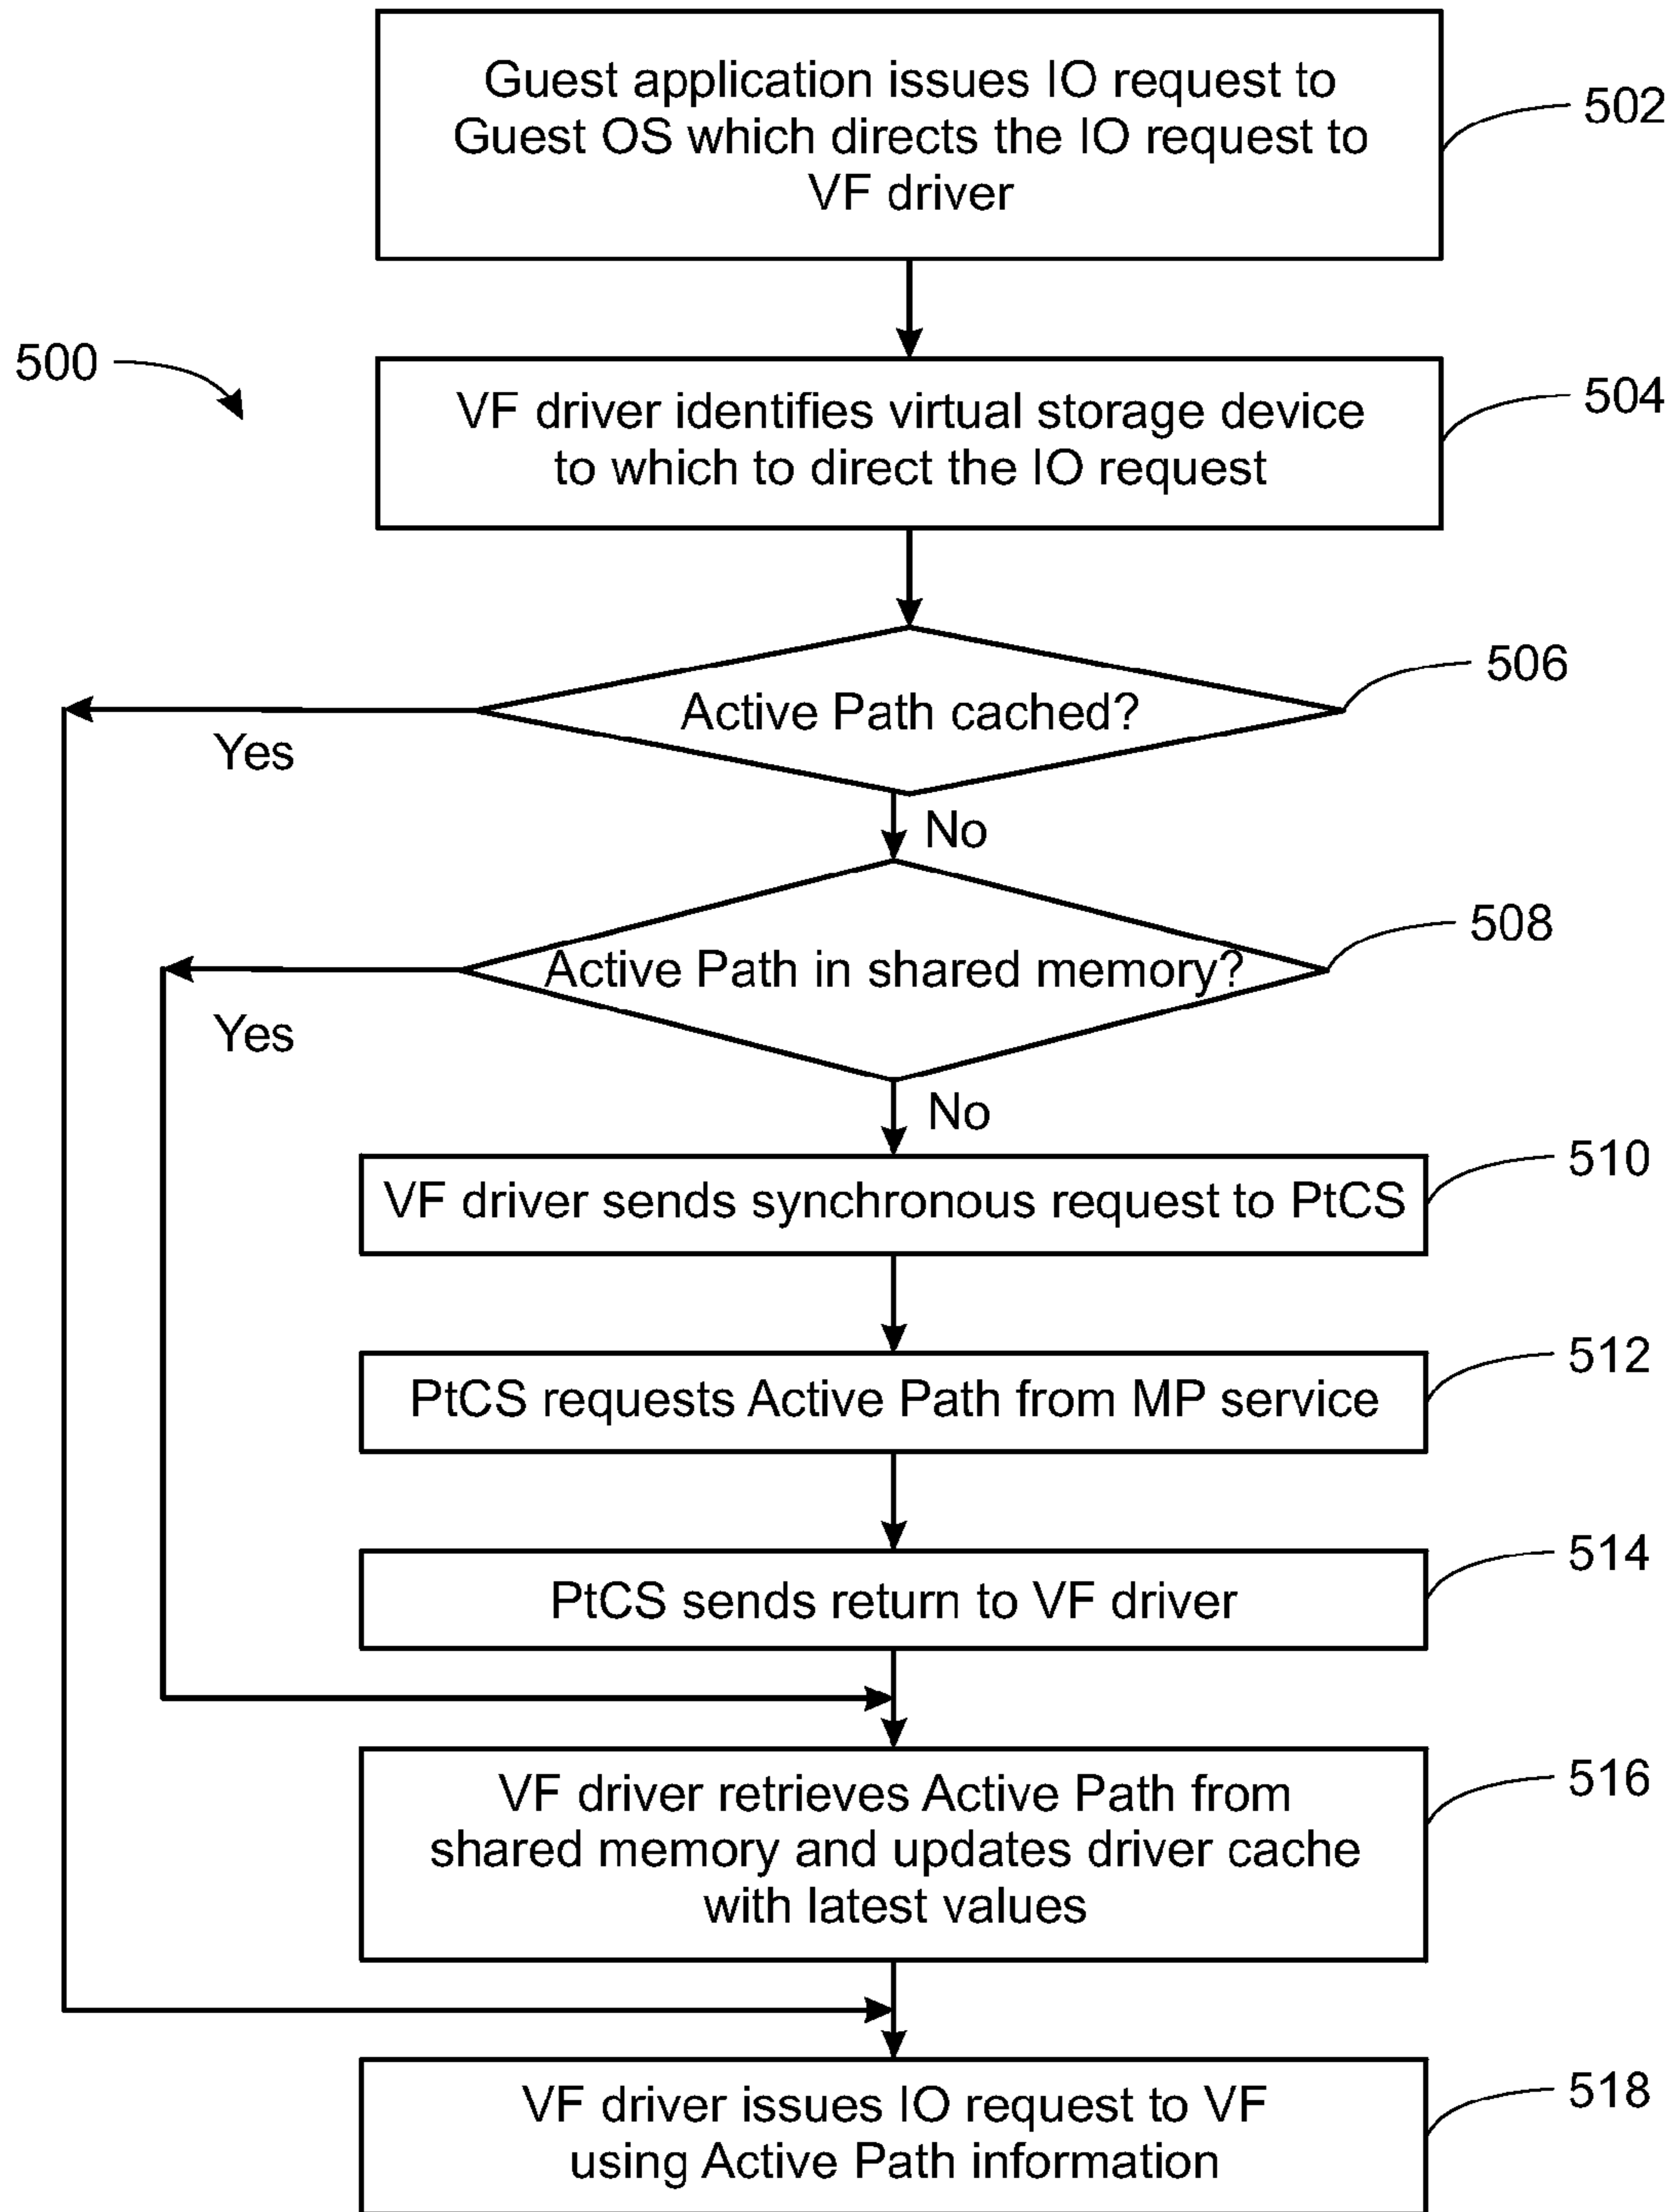 Guest application issues IO request to
Guest OS which directs the IO request to
VF driver
502
500
VF driver identifies virtual storage device
to which to direct the IO request
504
Active Path cached?
506
Yes
No
Active Path in shared memory?
508
Yes
No
VF driver sends synchronous request to PtCS
510
PtCS requests Active Path from MP service
512
PtCS sends return to VF driver
514
VF driver retrieves Active Path from
shared memory and updates driver cache
with latest values
516
VF driver issues IO request to VF
using Active Path information
518